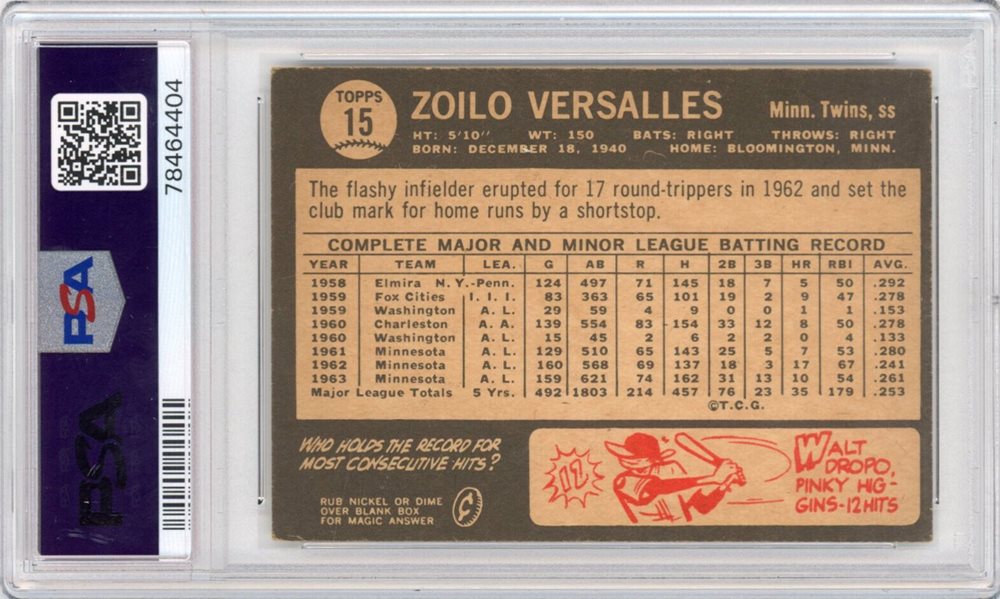 PSA
78464404
PSA
TOPPS
15
ZOILO VERSALLES
Minn. Twins, ss
HT: 5'10" WT: 150 BATS: RIGHT THROWS: RIGHT
BORN: DECEMBER 18, 1940 HOME: BLOOMINGTON, MINN.
The flashy infielder erupted for 17 round-trippers in 1962 and set the
club mark for home runs by a shortstop.
COMPLETE MAJOR AND MINOR LEAGUE BATTING RECORD
YEAR TEAM LEA. G AB R H 2B 3B HR RBI AVG.
1958 Elmira N.Y.-Penn. 124 497 71 145 18 7 5 50 .292
1959 Fox Cities I. I. I. 83 363 65 101 19 2 9 47 .278
1959 Washington A. L. 29 59 4 9 0 0 1 1 .153
1960 Charleston A. A. 139 554 83 154 33 12 8 50 .278
1960 Washington A. L. 15 45 2 6 2 2 0 4 .133
1961 Minnesota A. L. 129 510 65 143 25 5 7 53 .280
1962 Minnesota A. L. 160 568 69 137 18 3 17 67 .241
1963 Minnesota A. L. 159 621 74 162 31 13 10 54 .261
Major League Totals 5 Yrs. 492 1803 214 457 76 23 35 179 .253
©T.C.G.
WHO HOLDS THE RECORD FOR
MOST CONSECUTIVE HITS?
RUB NICKEL OR DIME
OVER BLANK BOX
FOR MAGIC ANSWER
12
WALT
DROPO,
PINKY HIG-
GINS-12 HITS